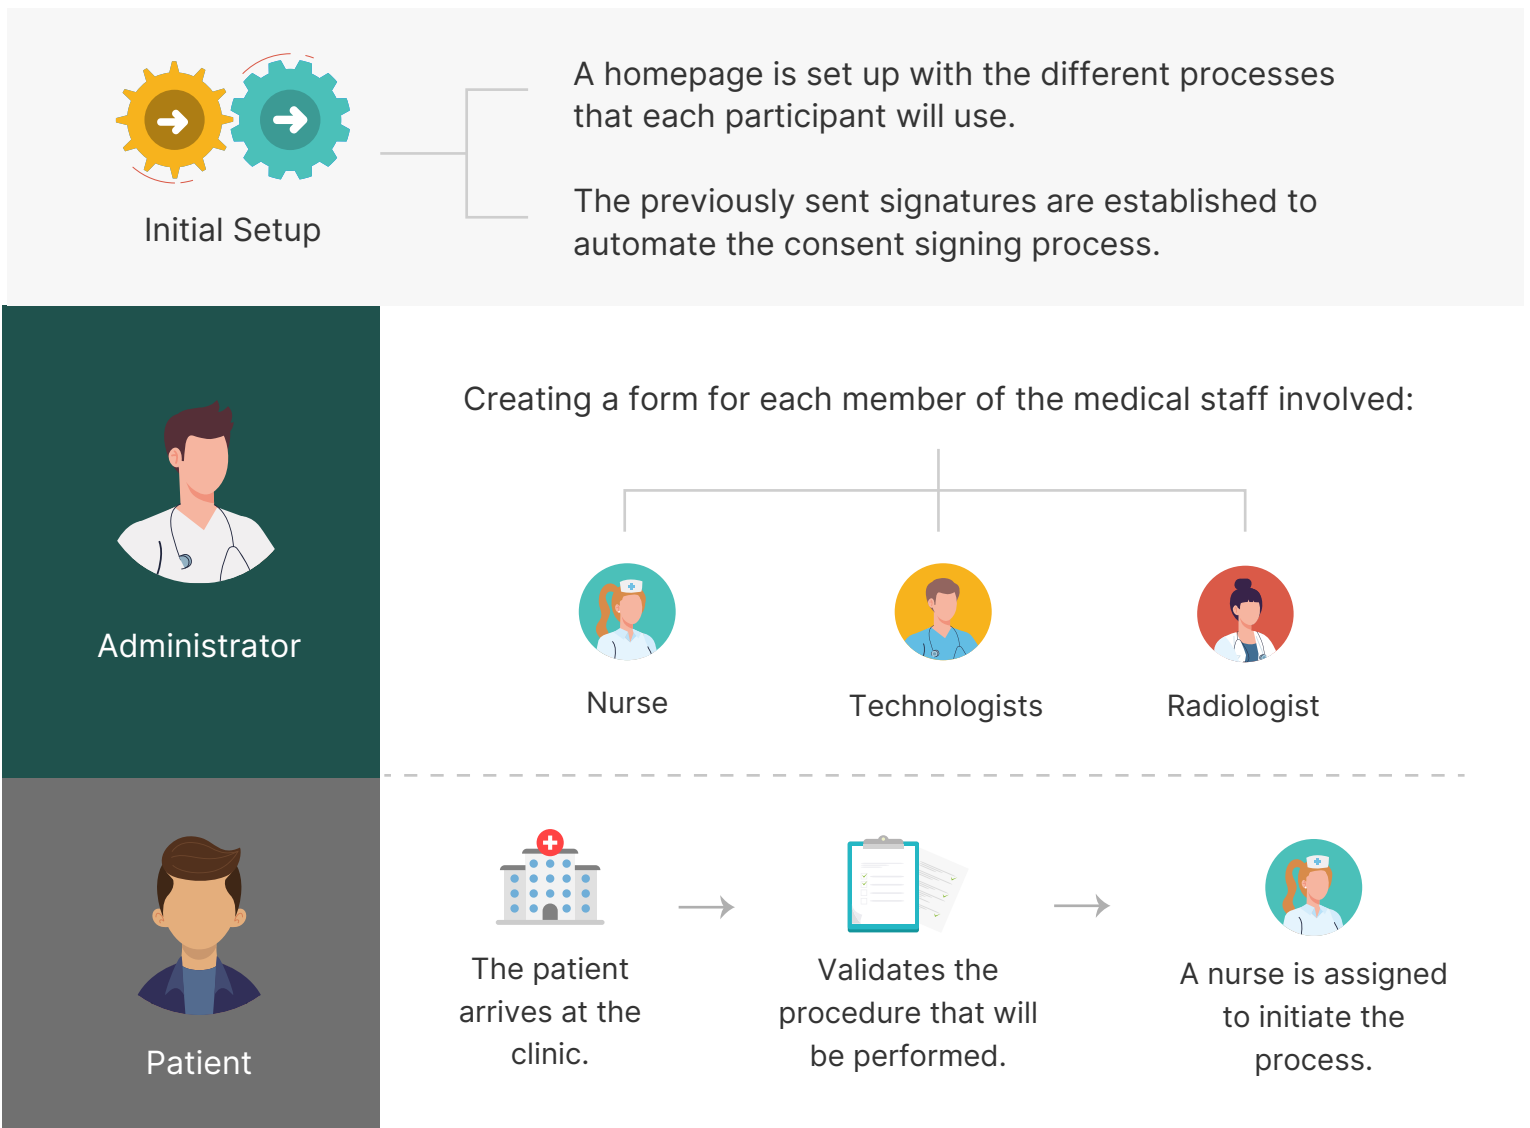 A homepage is set up with the different processes
that each participant will use.
The previously sent signatures are established to
automate the consent signing process.
Initial Setup
Creating a form for each member of the medical staff involved:
Administrator
Nurse
Technologists
Radiologist
The patient
arrives at the
clinic.
Validates the
procedure that will
be performed.
A nurse is assigned
to initiate the
process.
Patient